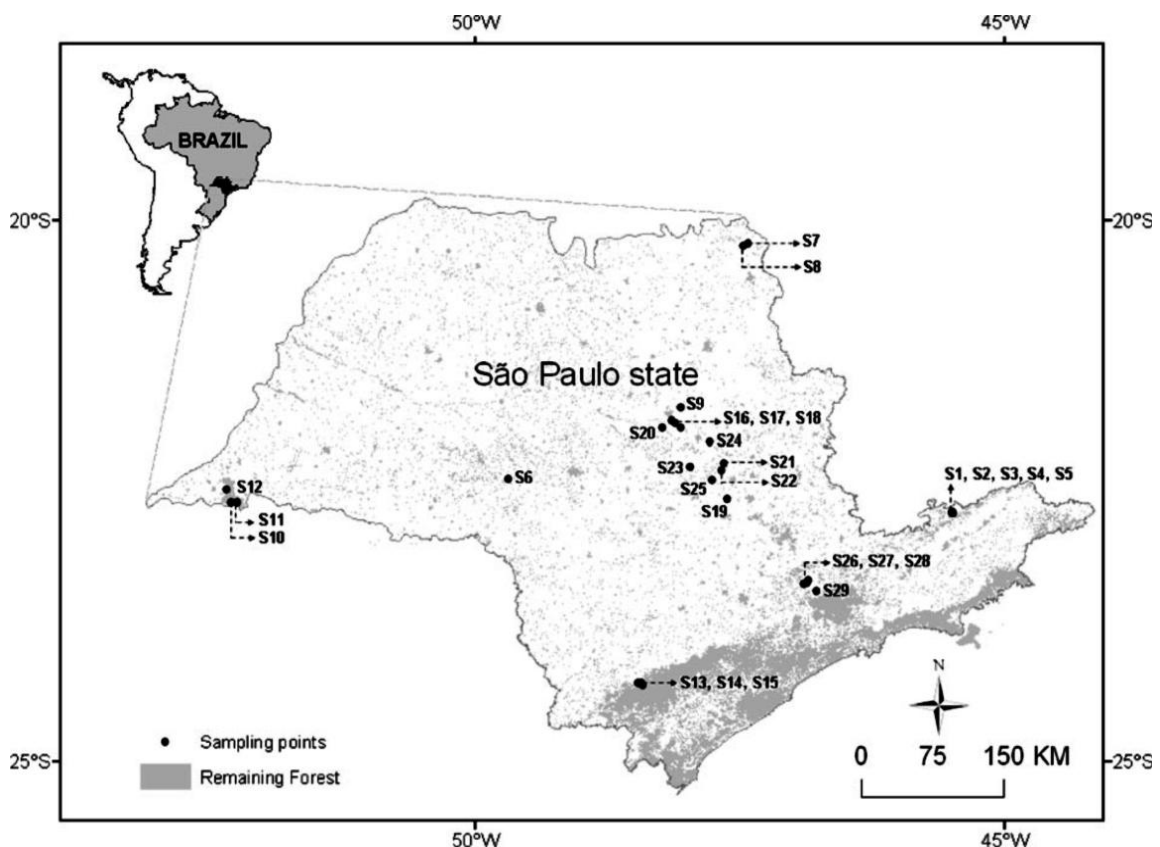 50°W 45°W
BRAZIL
20°S 20°S
S7
S8
São Paulo state
S9
S16, S17, S18
S20
S24
S23
S21
S6
S25
S22
S12
S19
S1, S2, S3, S4, S5
S11
S10
S26, S27, S28
S29
S13, S14, S15
N
Sampling points
0 75 150 KM
Remaining Forest
25°S 25°S
50°W 45°W